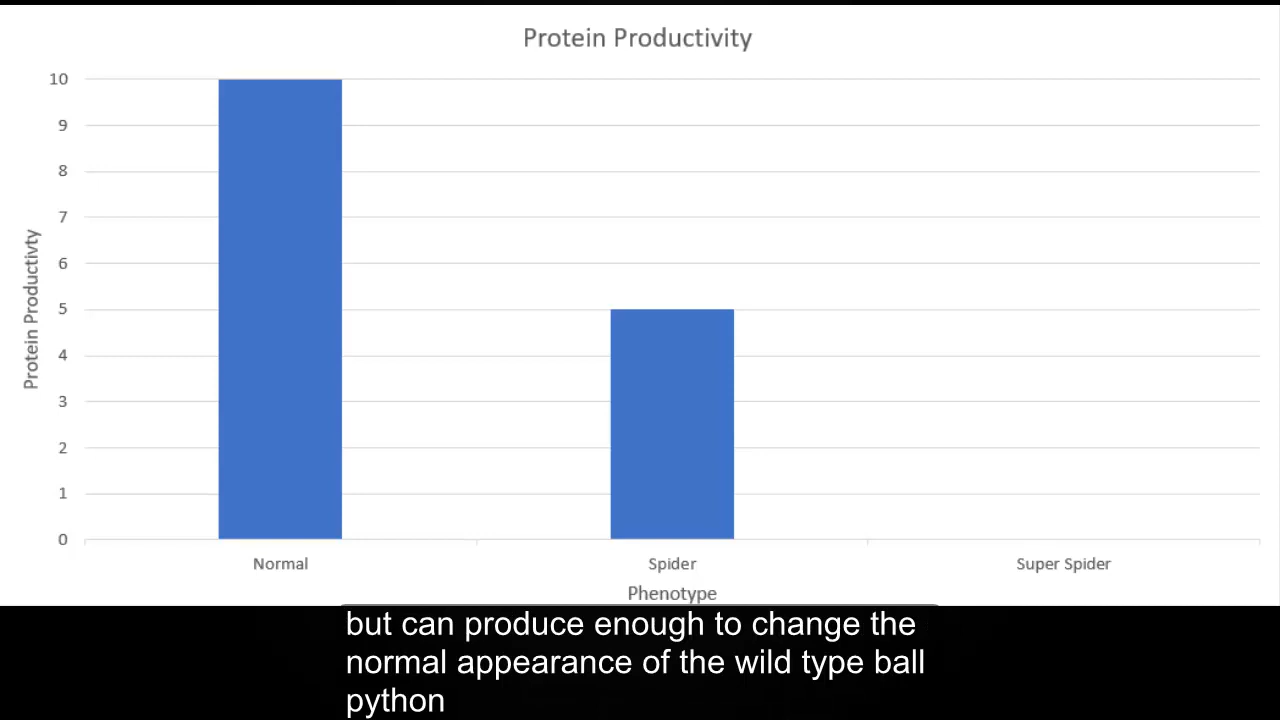 Protein Productivity
10
9
8
7
6
5
4
3
2
1
0
Protein Productivty
Normal
Spider
Super Spider
Phenotype
but can produce enough to change the
normal appearance of the wild type ball
python